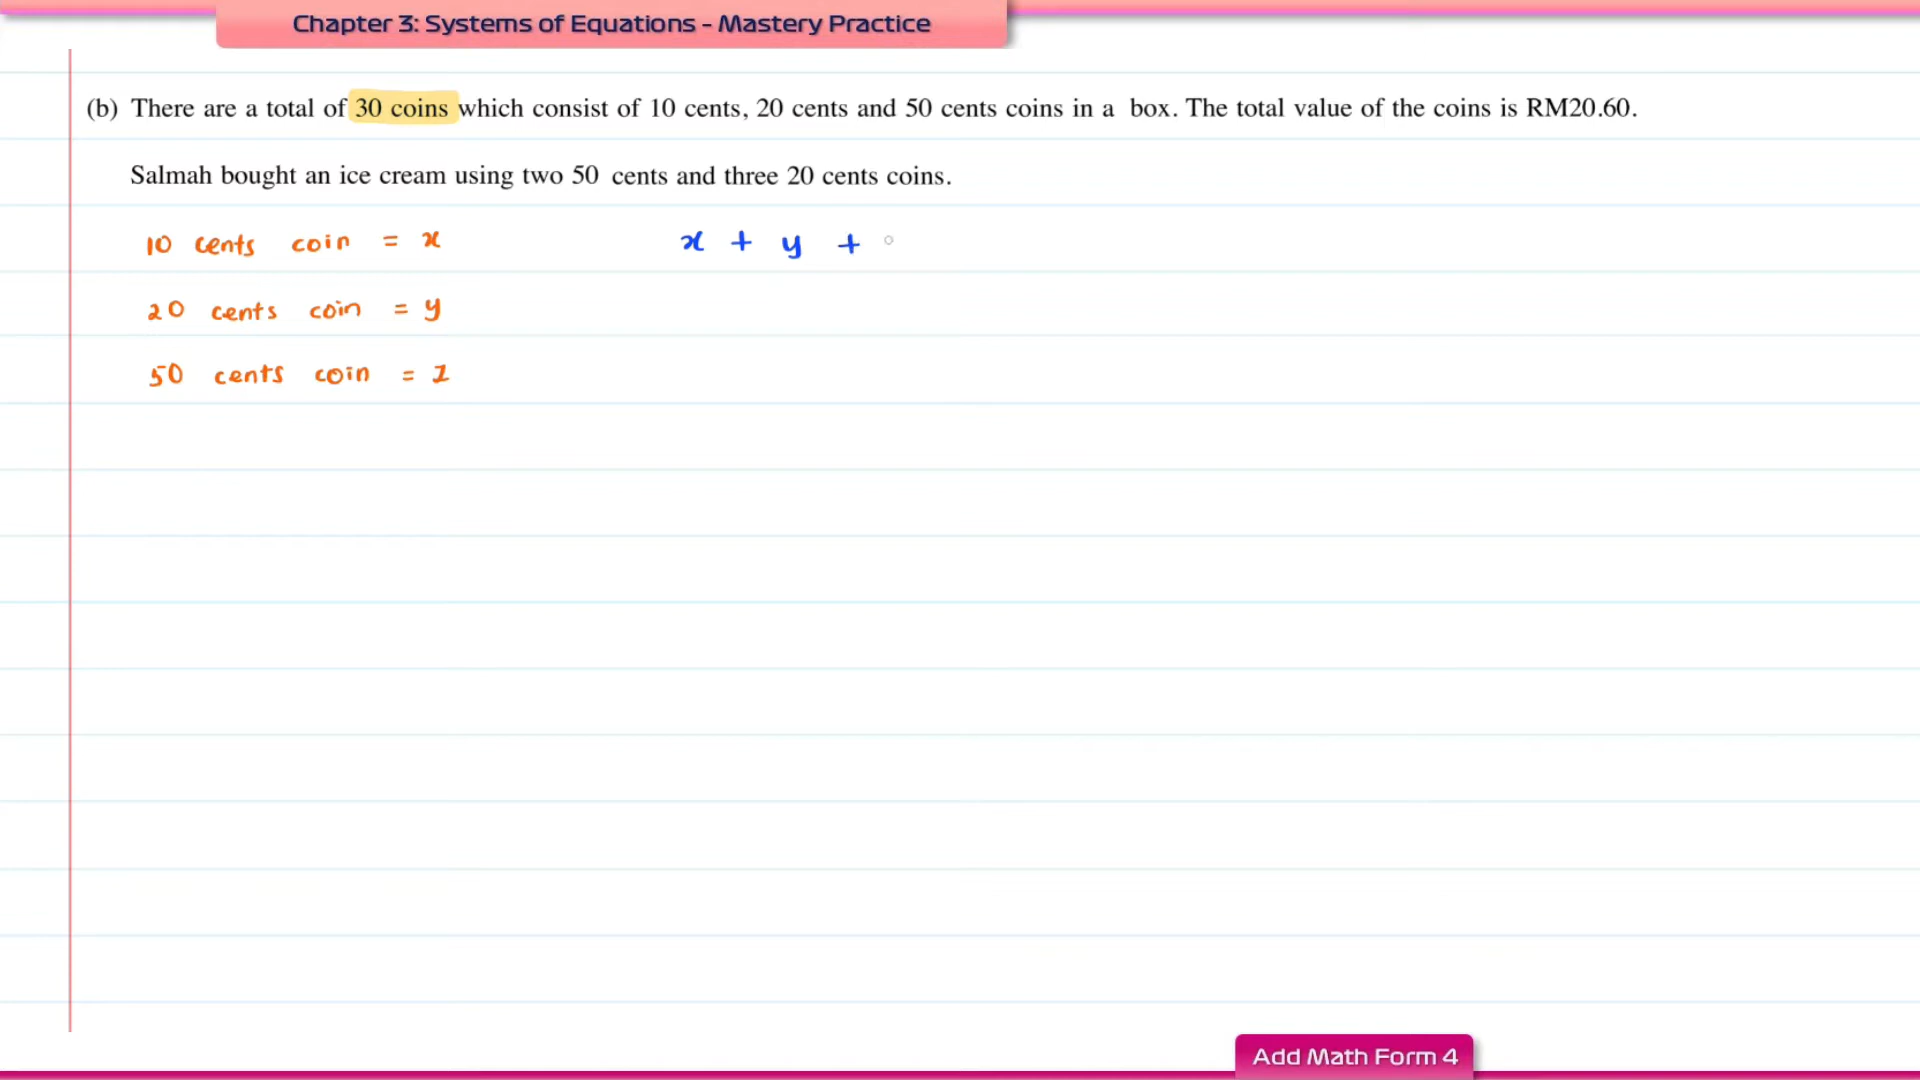 Chapter 3: Systems of Equations - Mastery Practice
(b) There are a total of 30 coins which consist of 10 cents, 20 cents and 50 cents coins in a box. The total value of the coins is RM20.60.
Salmah bought an ice cream using two 50 cents and three 20 cents coins.
10 cents coin = x
x + y +
20 cents coin = y
50 cents coin = z
Add Math Form 4